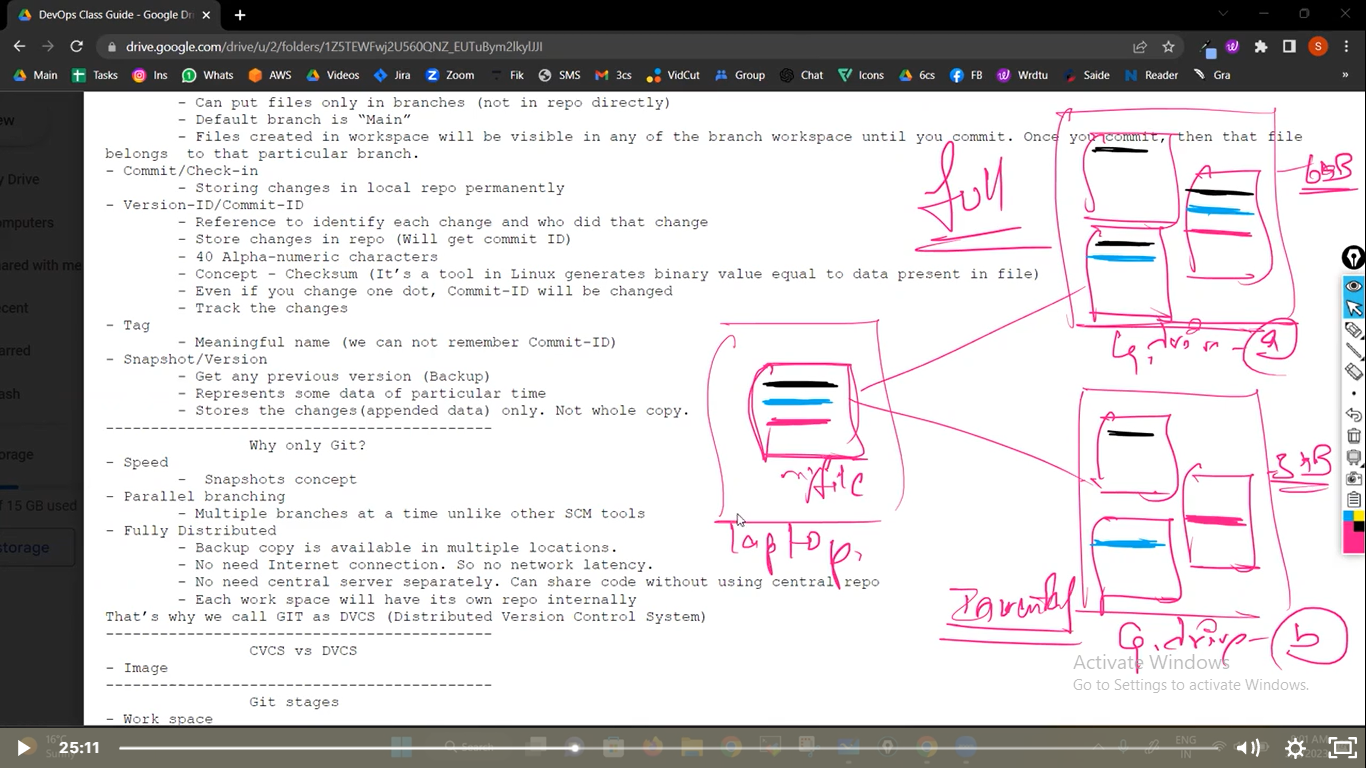 DevOps Class Guide - Google Dri
drive.google.com/drive/u/2/folders/1Z5TEWFwj2U560QNZ_EUTuBym2lkylJJI
Main Tasks Ins Whats AWS Videos Jira Zoom Fik SMS 3cs VidCut Group Chat Icons 6cs FB Wrdtu Saide Reader Gra »
- Can put files only in branches (not in repo directly)
- Default branch is “Main”
- Files created in workspace will be visible in any of the branch workspace until you commit. Once you commit, then that file
belongs to that particular branch.
- Commit/Check-in
- Storing changes in local repo permanently
- Version-ID/Commit-ID
- Reference to identify each change and who did that change
- Store changes in repo (Will get commit ID)
- 40 Alpha-numeric characters
- Concept - Checksum (It’s a tool in Linux generates binary value equal to data present in file)
- Even if you change one dot, Commit-ID will be changed
- Track the changes
- Tag
- Meaningful name (we can not remember Commit-ID)
- Snapshot/Version
- Get any previous version (Backup)
- Represents some data of particular time
- Stores the changes(appended data) only. Not whole copy.
--------------------------------------------
Why only Git?
- Speed
- Snapshots concept
- Parallel branching
- Multiple branches at a time unlike other SCM tools
- Fully Distributed
- Backup copy is available in multiple locations.
- No need Internet connection. So no network latency.
- No need central server separately. Can share code without using central repo
- Each work space will have its own repo internally
That’s why we call GIT as DVCS (Distributed Version Control System)
--------------------------------------------
CVCS vs DVCS
- Image
--------------------------------------------
Git stages
- Work space
ew
y Drive
omputers
ared with me
ecent
arred
ash
orage
of 15 GB used
storage
full
G.drive - a
myfile
laptop
G.drive - b
Activate Windows
Go to Settings to activate Windows.
16°C
Search
ENG
IN
25:11